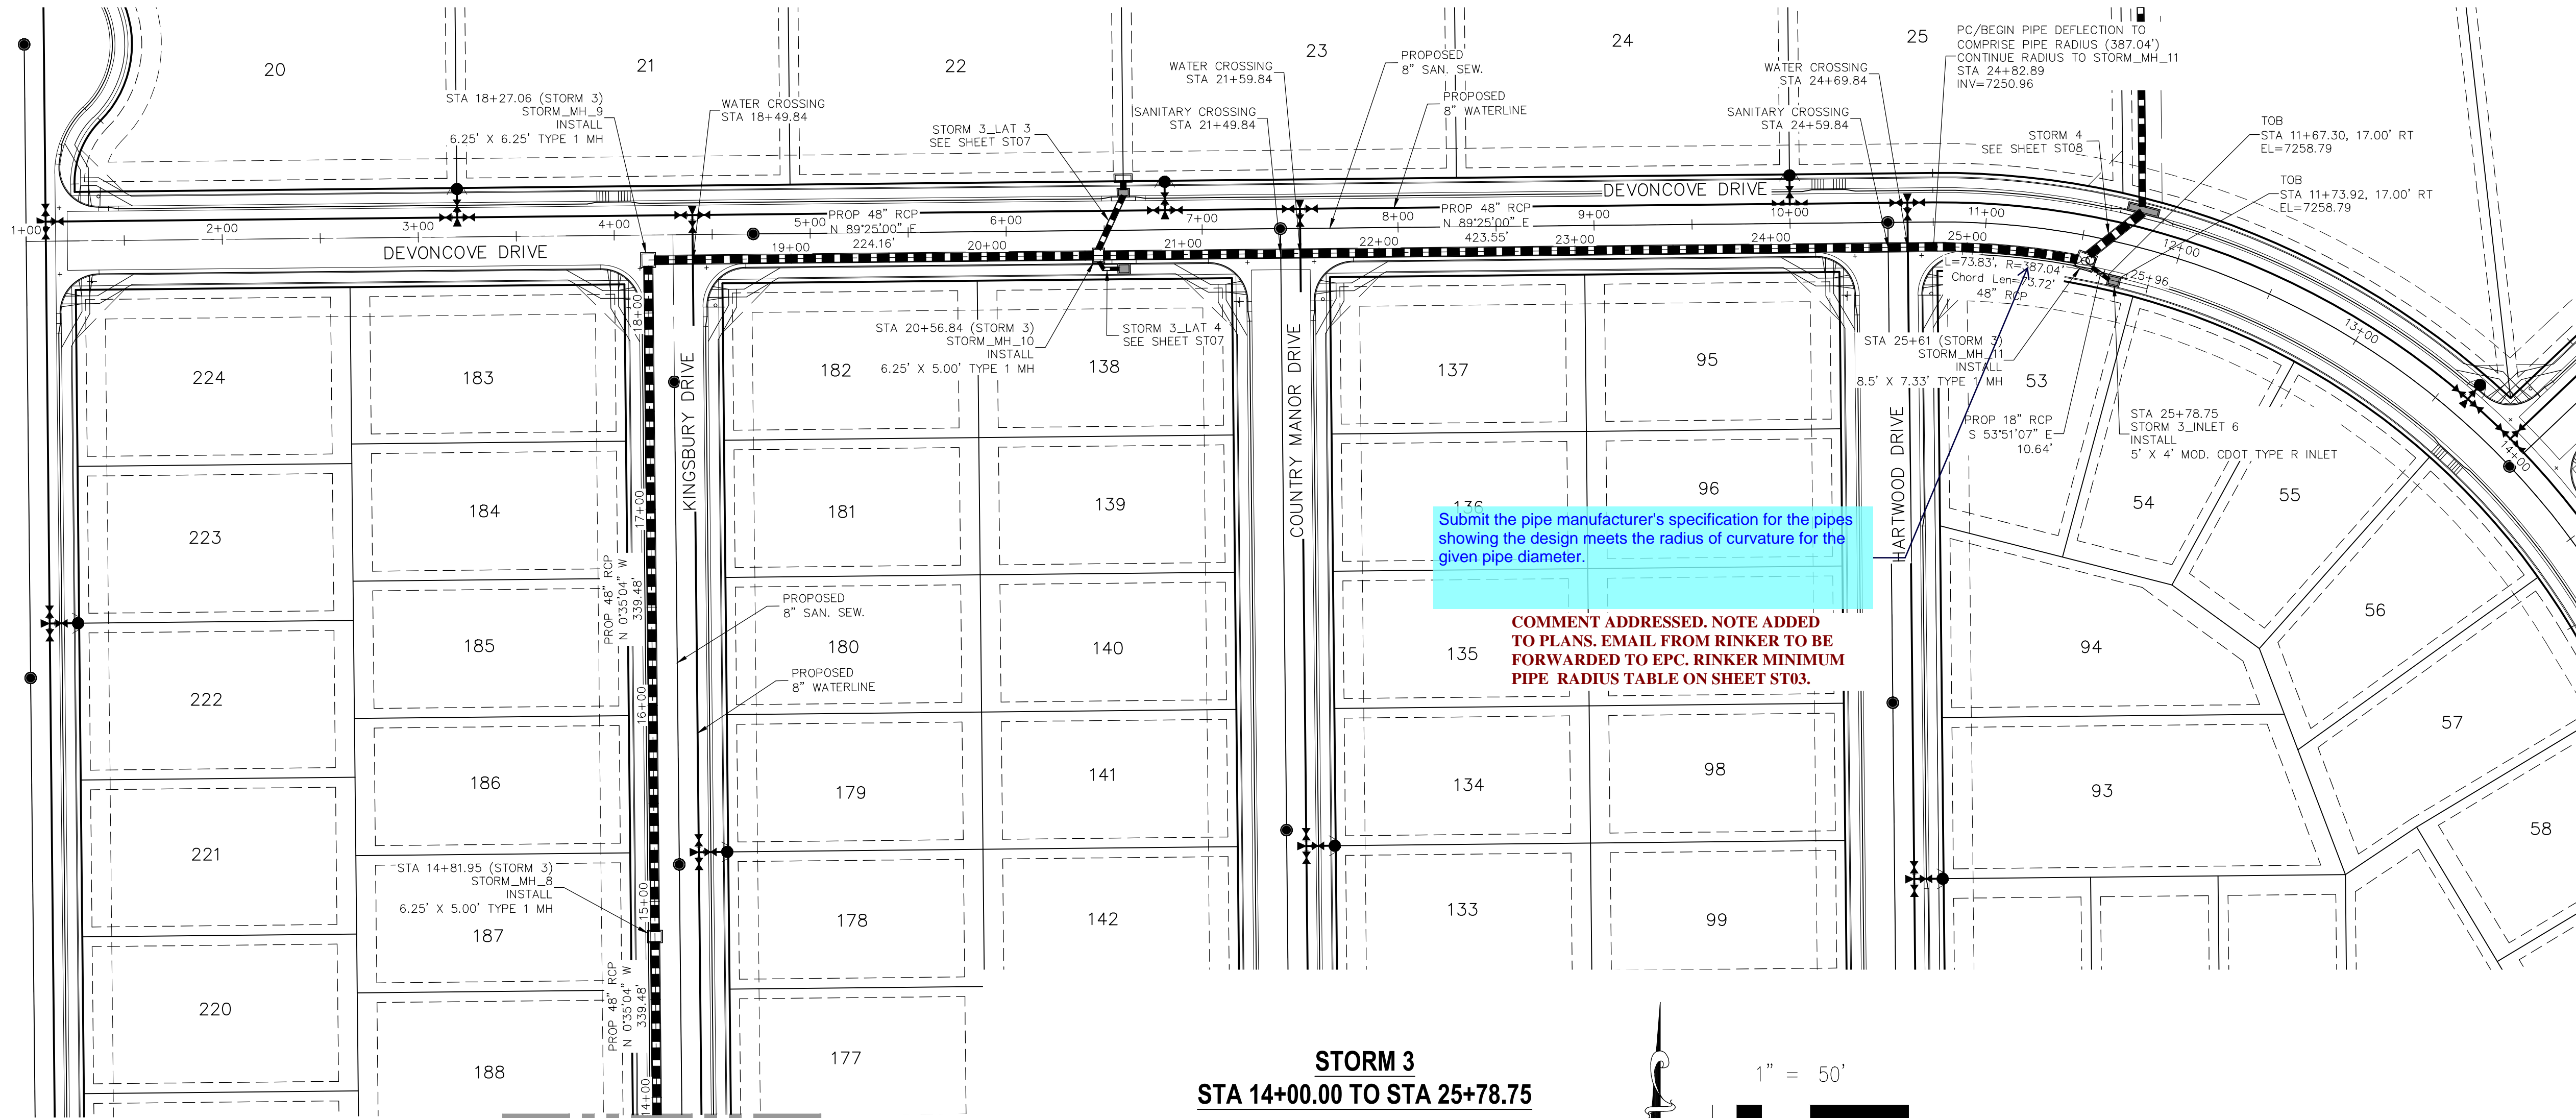 20
21
22
23
24
25
STA 18+27.06 (STORM 3)
STORM_MH_9
INSTALL
6.25' X 6.25' TYPE 1 MH
WATER CROSSING
STA 18+49.84
STORM 3_LAT 3
SEE SHEET ST07
WATER CROSSING
STA 21+59.84
SANITARY CROSSING
STA 21+49.84
PROPOSED
8" SAN. SEW.
PROPOSED
8" WATERLINE
WATER CROSSING
STA 24+69.84
SANITARY CROSSING
STA 24+59.84
PC/BEGIN PIPE DEFLECTION TO
COMPRISE PIPE RADIUS (387.04')
CONTINUE RADIUS TO STORM_MH_11
STA 24+82.89
INV=7250.96
STORM 4
SEE SHEET ST08
TOB
STA 11+67.30, 17.00' RT
EL=7258.79
TOB
STA 11+73.92, 17.00' RT
EL=7258.79
DEVONCOVE DRIVE
1+00
2+00
3+00
4+00
5+00
6+00
7+00
8+00
9+00
10+00
11+00
12+00
13+00
14+00
DEVONCOVE DRIVE
PROP 48" RCP
N 89°25'00" E
224.16'
PROP 48" RCP
N 89°25'00" E
423.55'
19+00
20+00
21+00
22+00
23+00
24+00
25+00
25+96
L=73.83', R=387.04'
Chord Len=73.72'
48" RCP
STA 20+56.84 (STORM 3)
STORM_MH_10
INSTALL
6.25' X 5.00' TYPE 1 MH
STORM 3_LAT 4
SEE SHEET ST07
STA 25+61 (STORM 3)
STORM_MH_11
INSTALL
8.5' X 7.33' TYPE 1 MH
PROP 18" RCP
S 53°51'07" E
10.64'
STA 25+78.75
STORM 3_INLET 6
INSTALL
5' X 4' MOD. CDOT TYPE R INLET
18+00
17+00
16+00
15+00
14+00
PROP 48" RCP
N 0°35'04" W
339.48'
PROP 48" RCP
N 0°35'04" W
339.48'
KINGSBURY DRIVE
COUNTRY MANOR DRIVE
HARTWOOD DRIVE
PROPOSED
8" SAN. SEW.
PROPOSED
8" WATERLINE
STA 14+81.95 (STORM 3)
STORM_MH_8
INSTALL
6.25' X 5.00' TYPE 1 MH
224
223
222
221
220
183
184
185
186
187
188
182
181
180
179
178
177
138
139
140
141
142
137
136
135
134
133
95
96
98
99
53
54
55
56
57
58
94
93
Submit the pipe manufacturer's specification for the pipes
showing the design meets the radius of curvature for the
given pipe diameter.
COMMENT ADDRESSED. NOTE ADDED
TO PLANS. EMAIL FROM RINKER TO BE
FORWARDED TO EPC. RINKER MINIMUM
PIPE RADIUS TABLE ON SHEET ST03.
STORM 3
STA 14+00.00 TO STA 25+78.75
1" = 50'